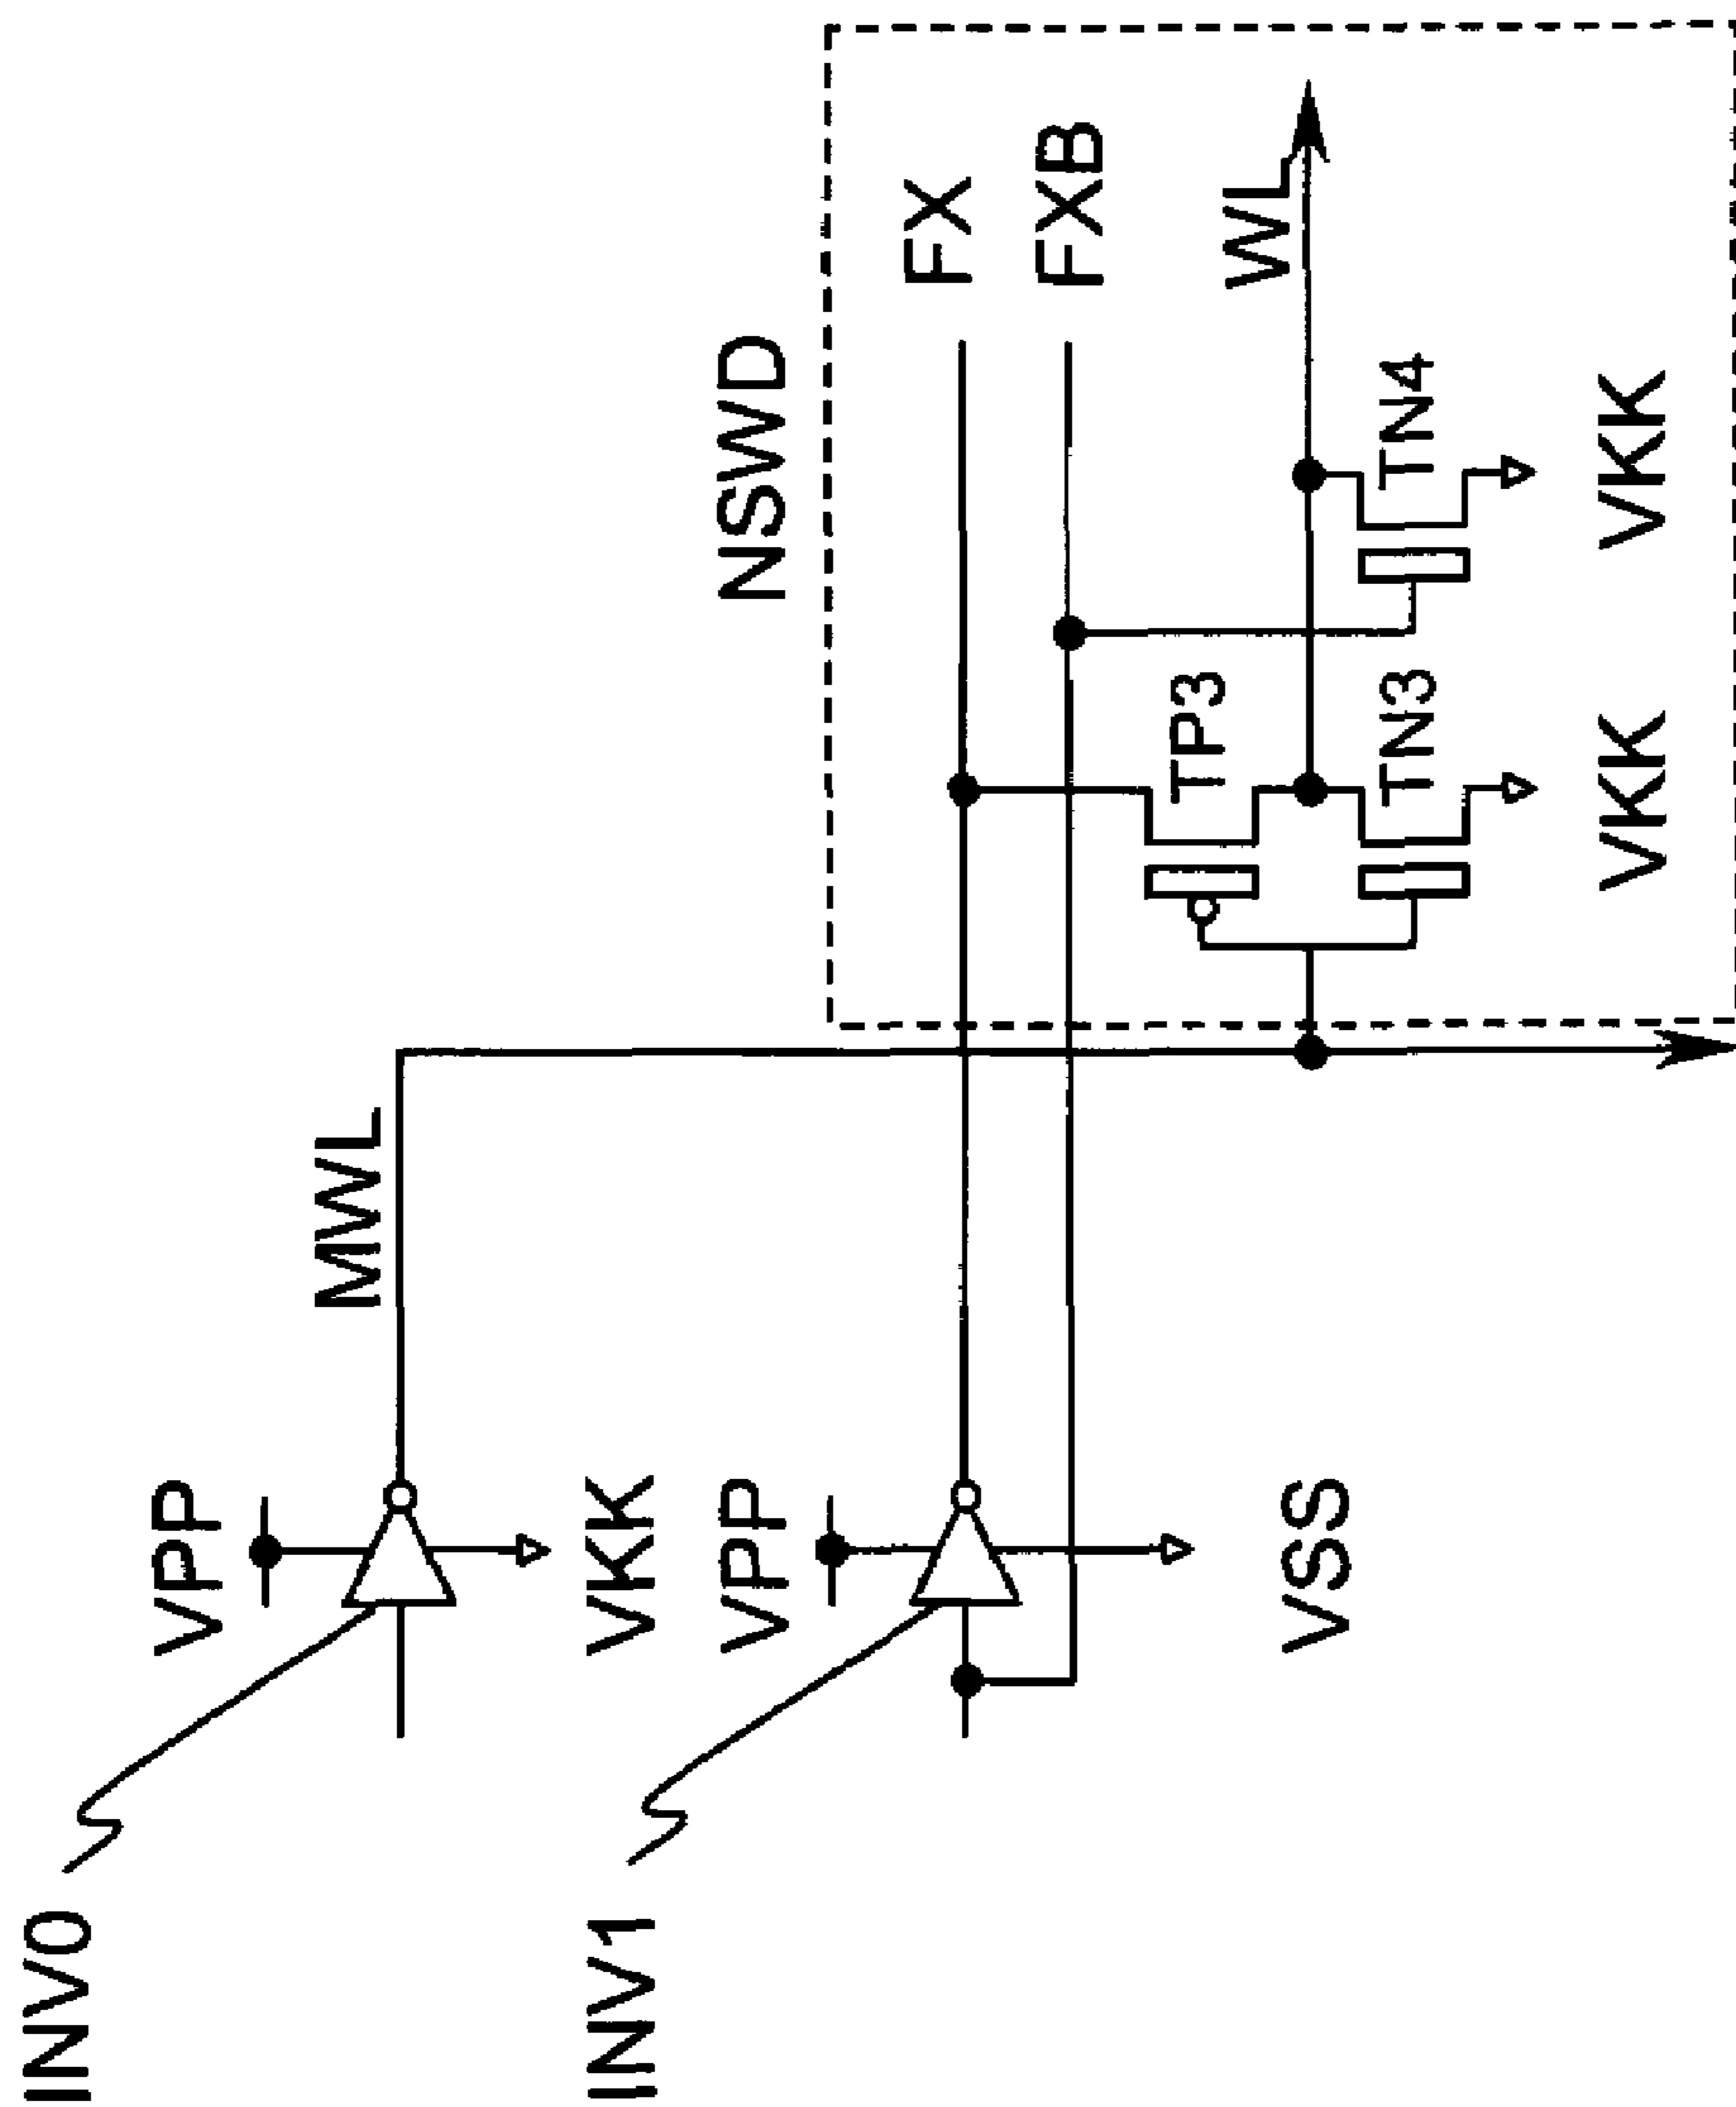 INV0
VPP
MWL
VKK
INV1
VPP
VSS
NSWD
FX
FXB
WL
TP3
TN3
TN4
VKK
VKK